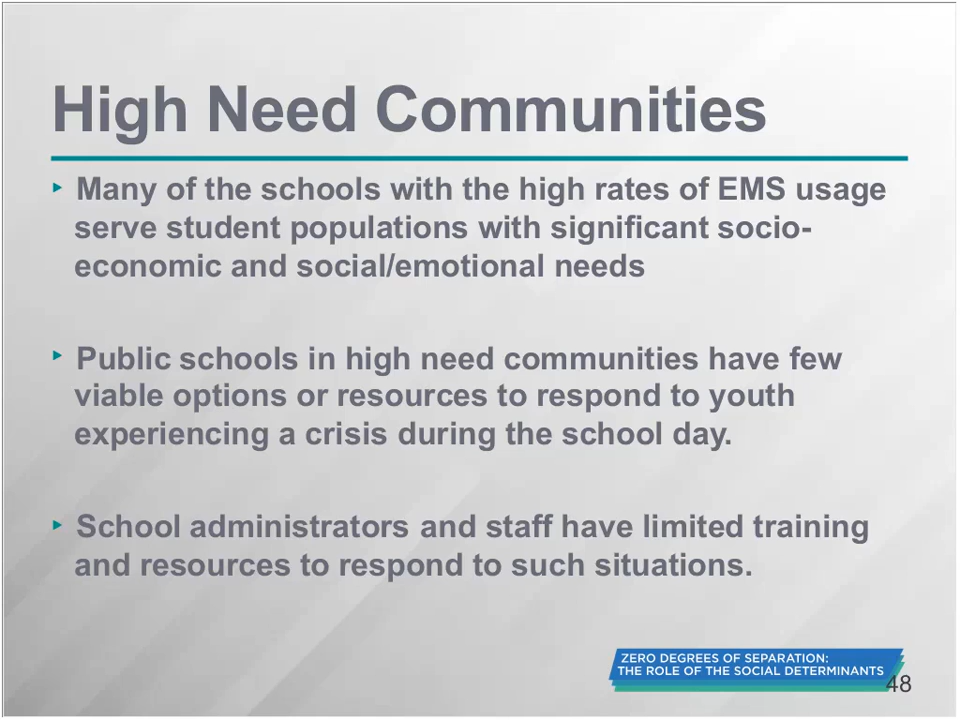 High Need Communities
‣ Many of the schools with the high rates of EMS usage
serve student populations with significant socio-
economic and social/emotional needs
‣ Public schools in high need communities have few
viable options or resources to respond to youth
experiencing a crisis during the school day.
‣ School administrators and staff have limited training
and resources to respond to such situations.
ZERO DEGREES OF SEPARATION:
THE ROLE OF THE SOCIAL DETERMINANTS
48